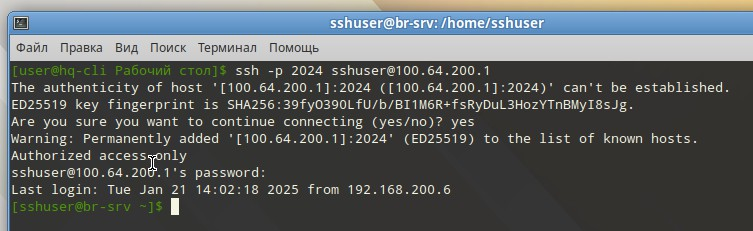 sshuser@br-srv: /home/sshuser
Файл Правка Вид Поиск Терминал Помощь
[user@hq-cli Рабочий стол]$ ssh -p 2024 sshuser@100.64.200.1
The authenticity of host '[100.64.200.1]:2024 ([100.64.200.1]:2024)' can't be established.
ED25519 key fingerprint is SHA256:39fyO39OLfU/b/BI1M6R+fsRyDuL3HozYTnBMyI8sJg.
Are you sure you want to continue connecting (yes/no)? yes
Warning: Permanently added '[100.64.200.1]:2024' (ED25519) to the list of known hosts.
Authorized access only
sshuser@100.64.200.1's password:
Last login: Tue Jan 21 14:02:18 2025 from 192.168.200.6
[sshuser@br-srv ~]$